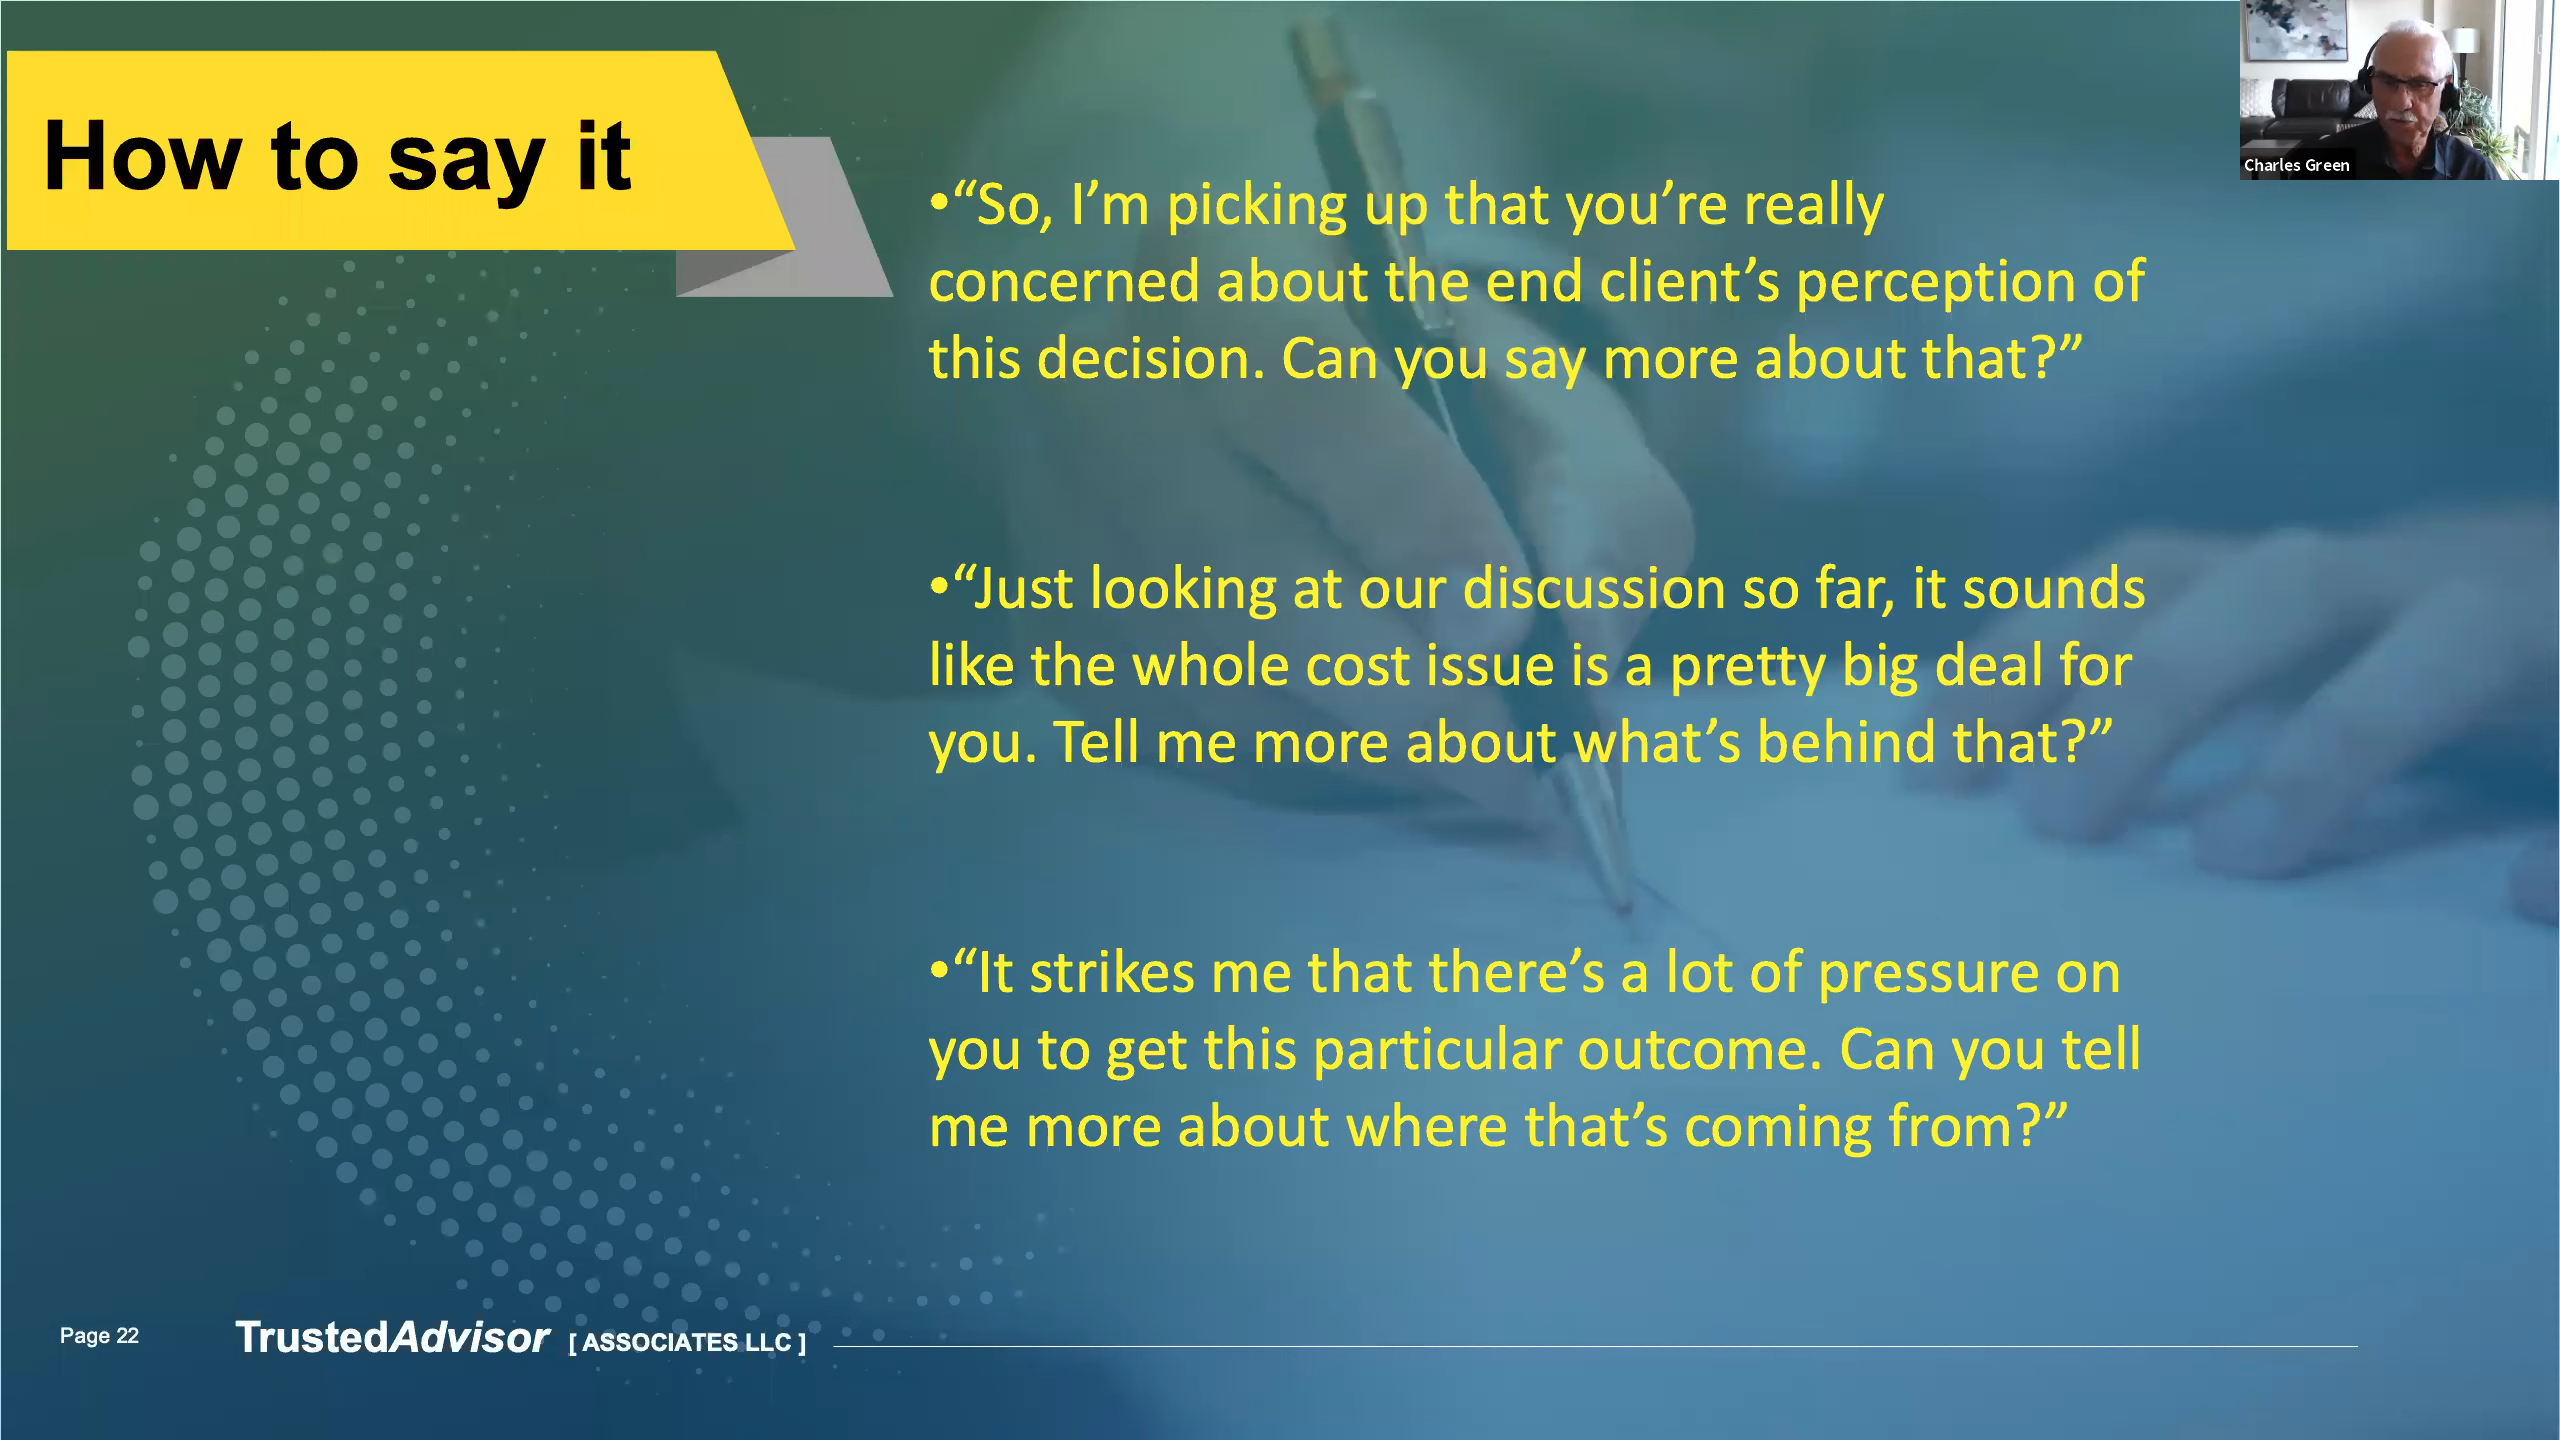 How to say it
Charles Green
•“So, I’m picking up that you’re really
concerned about the end client’s perception of
this decision. Can you say more about that?”
•“Just looking at our discussion so far, it sounds
like the whole cost issue is a pretty big deal for
you. Tell me more about what’s behind that?”
•“It strikes me that there’s a lot of pressure on
you to get this particular outcome. Can you tell
me more about where that’s coming from?”
Page 22
TrustedAdvisor [ ASSOCIATES LLC ]